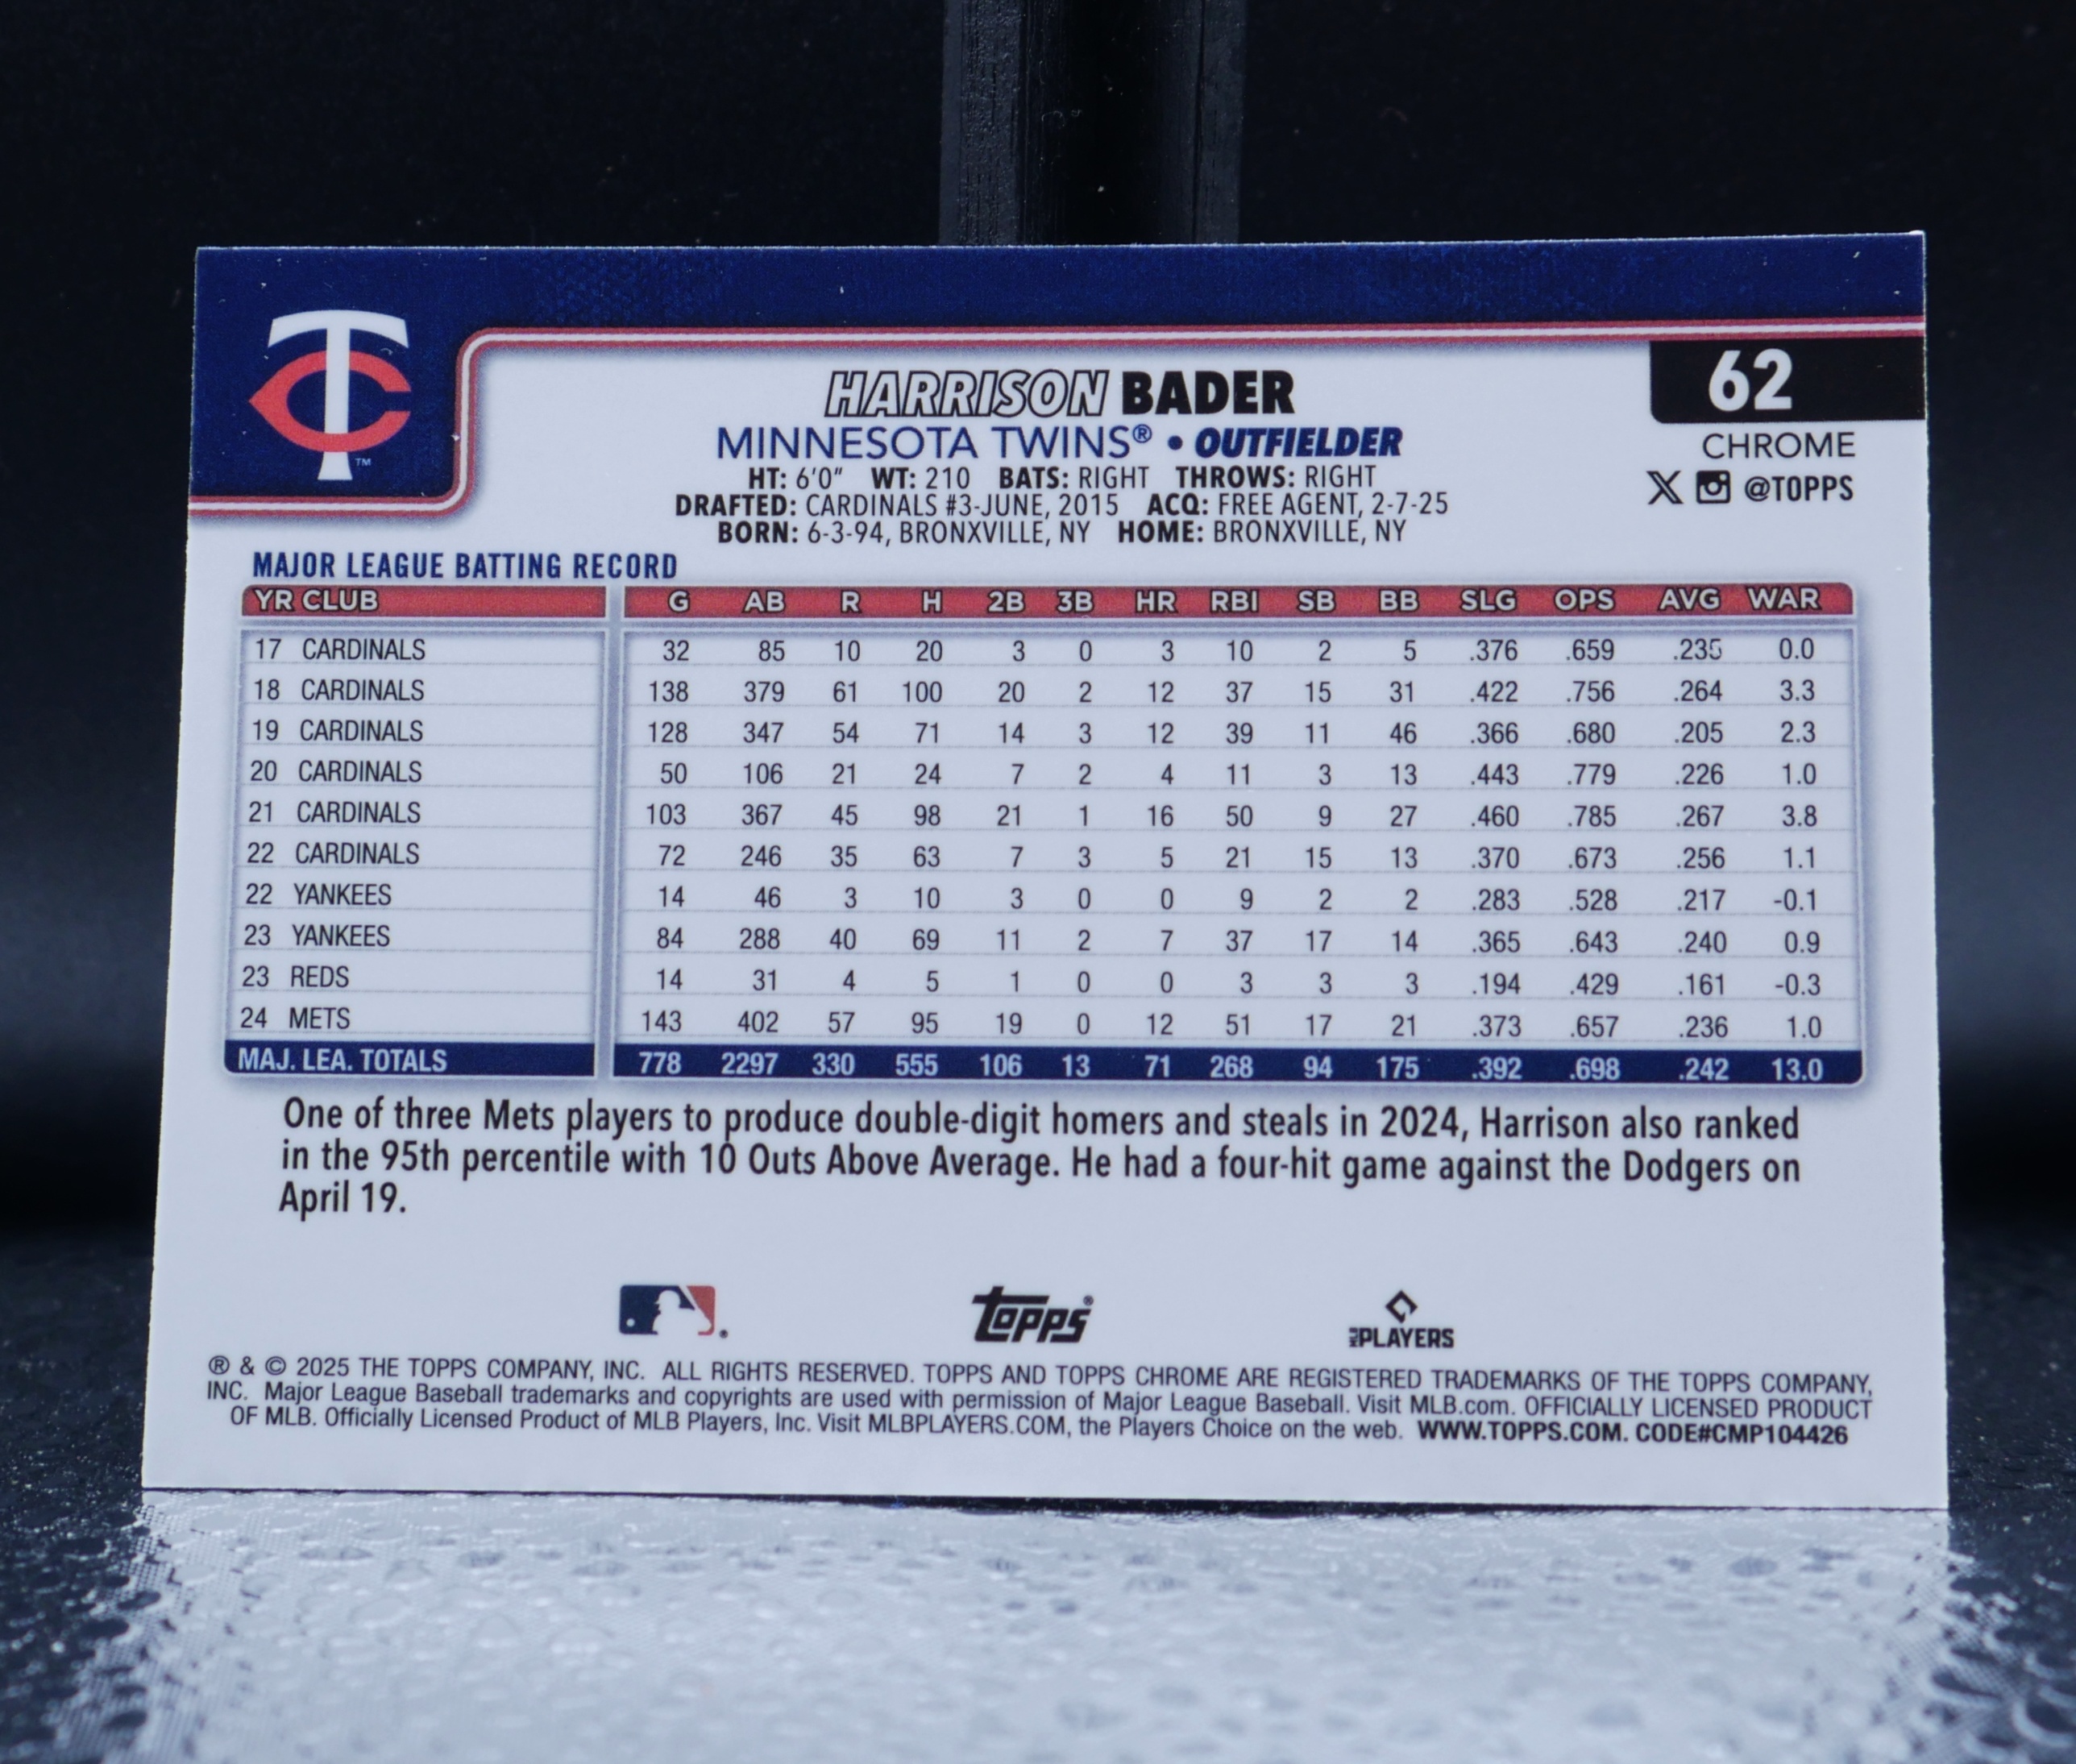 TC™
HARRISON BADER
62
MINNESOTA TWINS® • OUTFIELDER
CHROME
HT: 6'0" WT: 210 BATS: RIGHT THROWS: RIGHT
@TOPPS
DRAFTED: CARDINALS #3-JUNE, 2015 ACQ: FREE AGENT, 2-7-25
BORN: 6-3-94, BRONXVILLE, NY HOME: BRONXVILLE, NY
MAJOR LEAGUE BATTING RECORD
YR CLUB G AB R H 2B 3B HR RBI SB BB SLG OPS AVG WAR
17 CARDINALS 32 85 10 20 3 0 3 10 2 5 .376 .659 .235 0.0
18 CARDINALS 138 379 61 100 20 2 12 37 15 31 .422 .756 .264 3.3
19 CARDINALS 128 347 54 71 14 3 12 39 11 46 .366 .680 .205 2.3
20 CARDINALS 50 106 21 24 7 2 4 11 3 13 .443 .779 .226 1.0
21 CARDINALS 103 367 45 98 21 1 16 50 9 27 .460 .785 .267 3.8
22 CARDINALS 72 246 35 63 7 3 5 21 15 13 .370 .673 .256 1.1
22 YANKEES 14 46 3 10 3 0 0 9 2 2 .283 .528 .217 -0.1
23 YANKEES 84 288 40 69 11 2 7 37 17 14 .365 .643 .240 0.9
23 REDS 14 31 4 5 1 0 0 3 3 3 .194 .429 .161 -0.3
24 METS 143 402 57 95 19 0 12 51 17 21 .373 .657 .236 1.0
MAJ. LEA. TOTALS 778 2297 330 555 106 13 71 268 94 175 .392 .698 .242 13.0
One of three Mets players to produce double-digit homers and steals in 2024, Harrison also ranked
in the 95th percentile with 10 Outs Above Average. He had a four-hit game against the Dodgers on
April 19.
®
Topps®
MLB PLAYERS
® & © 2025 THE TOPPS COMPANY, INC. ALL RIGHTS RESERVED. TOPPS AND TOPPS CHROME ARE REGISTERED TRADEMARKS OF THE TOPPS COMPANY,
INC. Major League Baseball trademarks and copyrights are used with permission of Major League Baseball. Visit MLB.com. OFFICIALLY LICENSED PRODUCT
OF MLB. Officially Licensed Product of MLB Players, Inc. Visit MLBPLAYERS.COM, the Players Choice on the web. WWW.TOPPS.COM. CODE#CMP104426